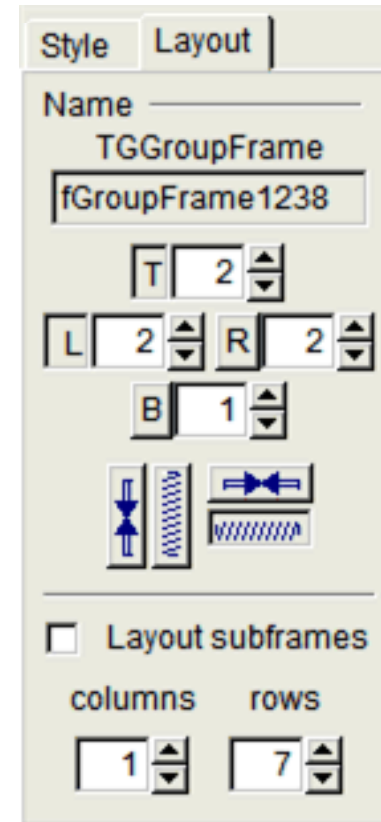 Style Layout
Name
TGGroupFrame
fGroupFrame1238
T 2
L 2 R 2
B 1
Layout subframes
columns rows
1 7